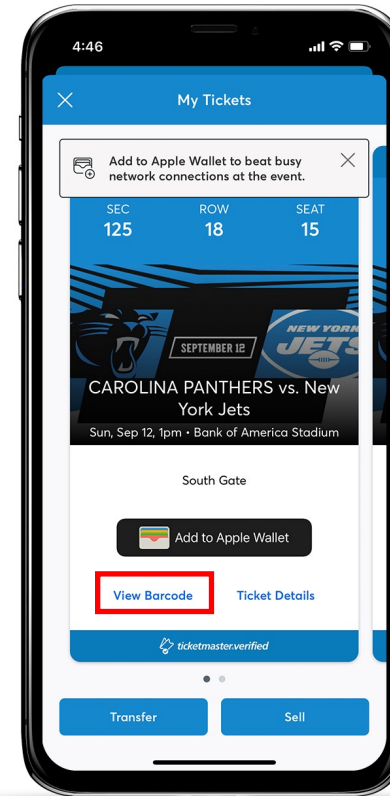 4:46
My Tickets
Add to Apple Wallet to beat busy
network connections at the event.
SEC ROW SEAT
125 18 15
NEW YORK
JETS
SEPTEMBER 12
CAROLINA PANTHERS vs. New
York Jets
Sun, Sep 12, 1pm • Bank of America Stadium
South Gate
Add to Apple Wallet
View Barcode Ticket Details
ticketmaster.verified
Transfer Sell